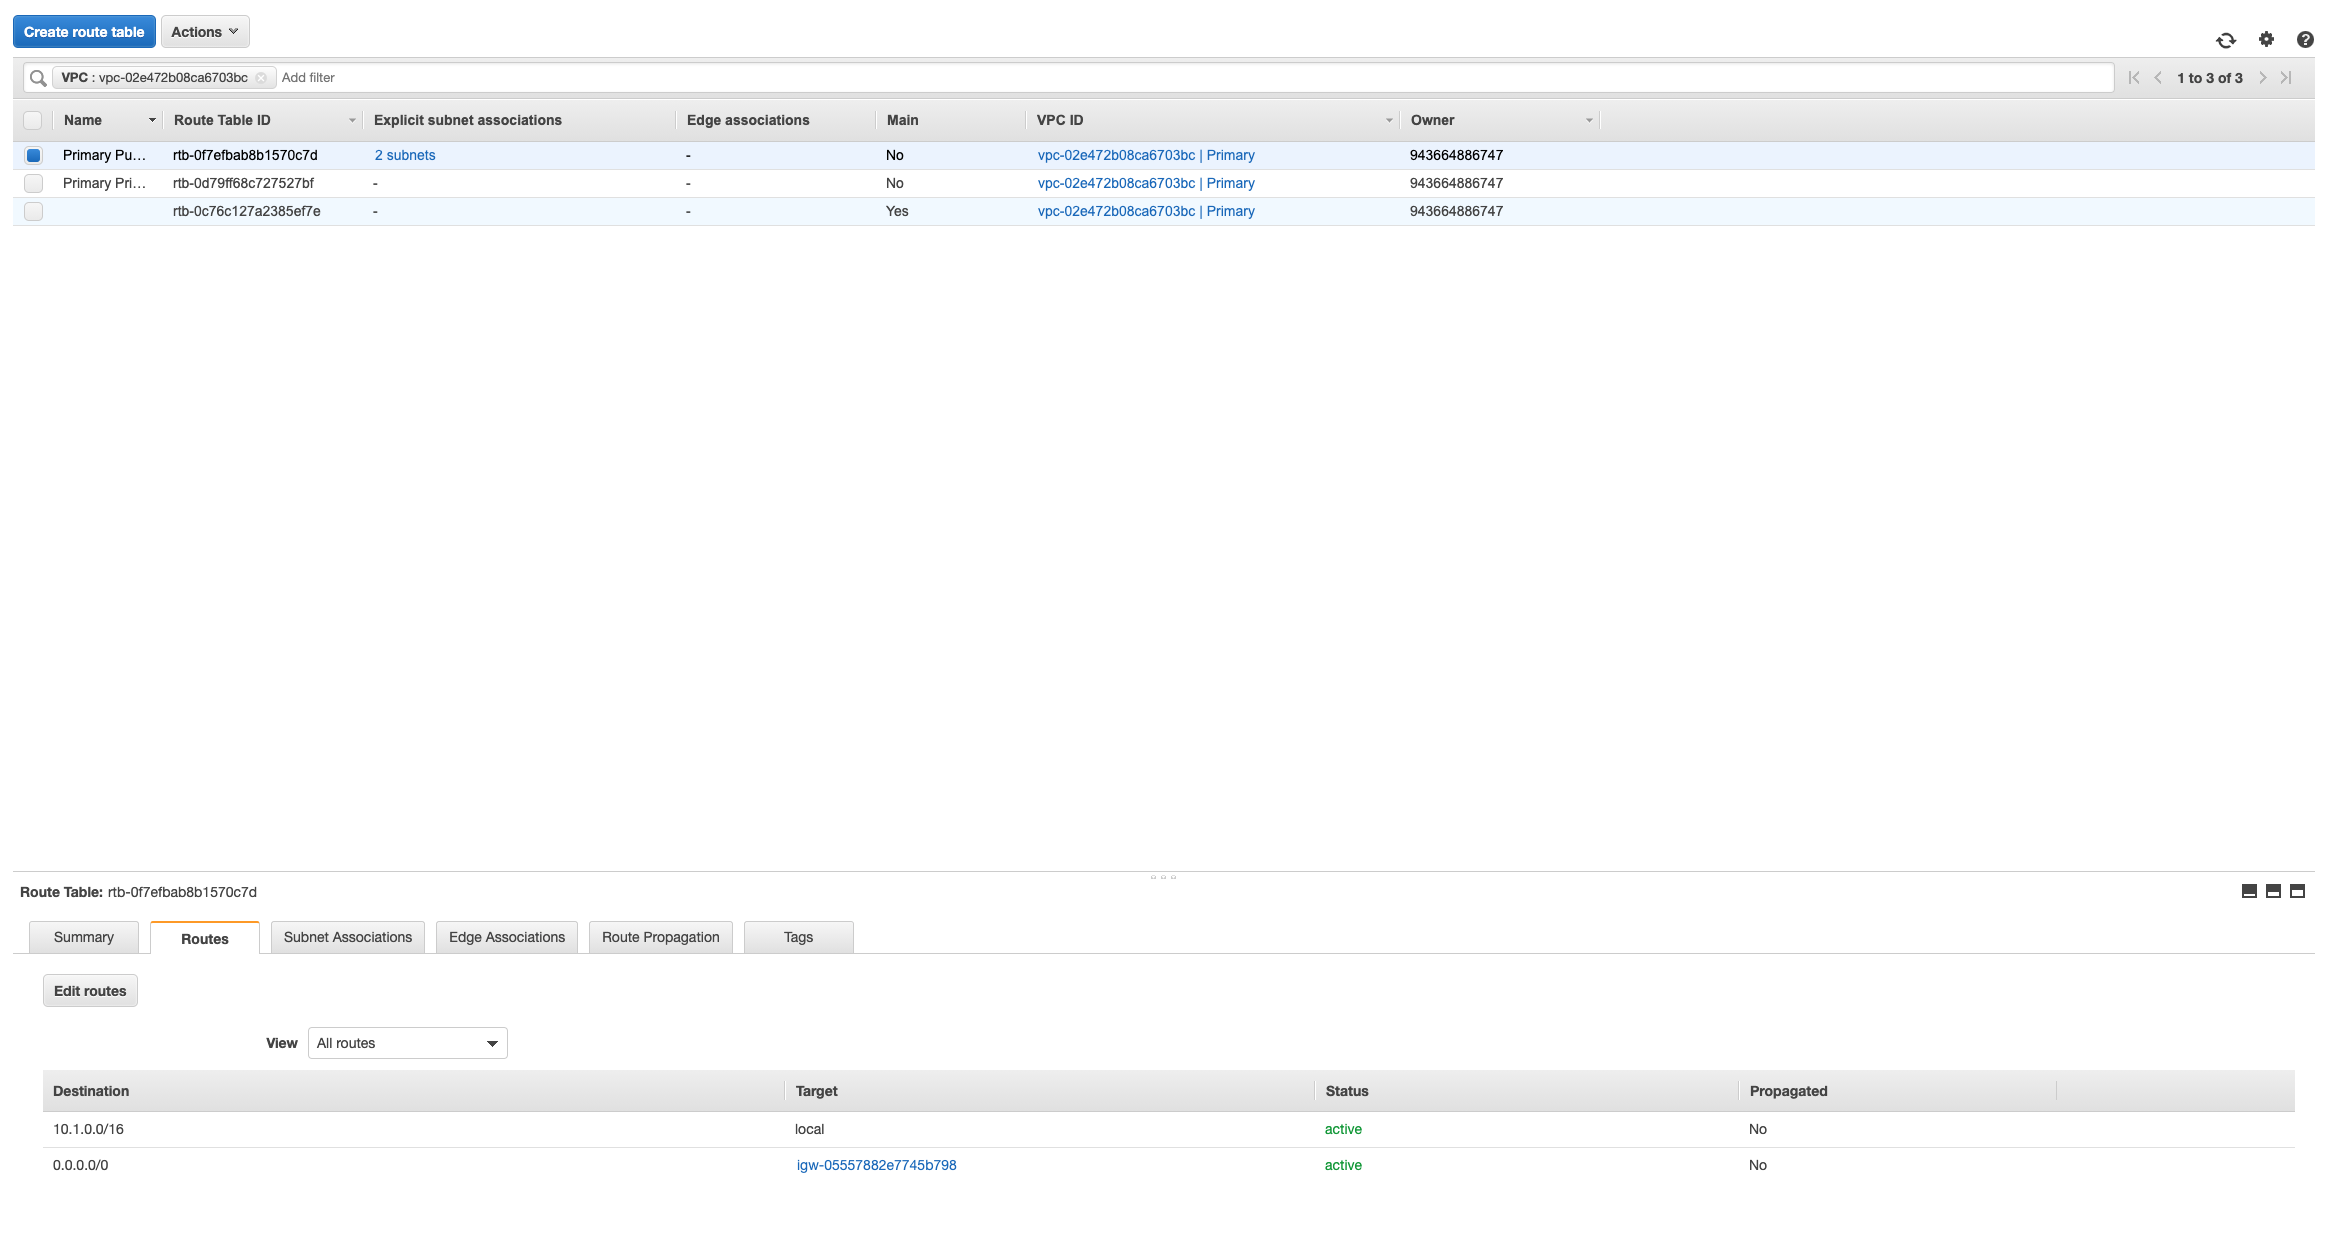 Create route table Actions
VPC : vpc-02e472b08ca6703bc Add filter 1 to 3 of 3
Name Route Table ID Explicit subnet associations Edge associations Main VPC ID Owner
Primary Pu... rtb-0f7efbab8b1570c7d 2 subnets - No vpc-02e472b08ca6703bc | Primary 943664886747
Primary Pri... rtb-0d79ff68c727527bf - - No vpc-02e472b08ca6703bc | Primary 943664886747
rtb-0c76c127a2385ef7e - - Yes vpc-02e472b08ca6703bc | Primary 943664886747
Route Table: rtb-0f7efbab8b1570c7d
Summary Routes Subnet Associations Edge Associations Route Propagation Tags
Edit routes
View All routes
Destination Target Status Propagated
10.1.0.0/16 local active No
0.0.0.0/0 igw-05557882e7745b798 active No